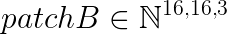 patchB ∈ ℕ^{16,16,3}